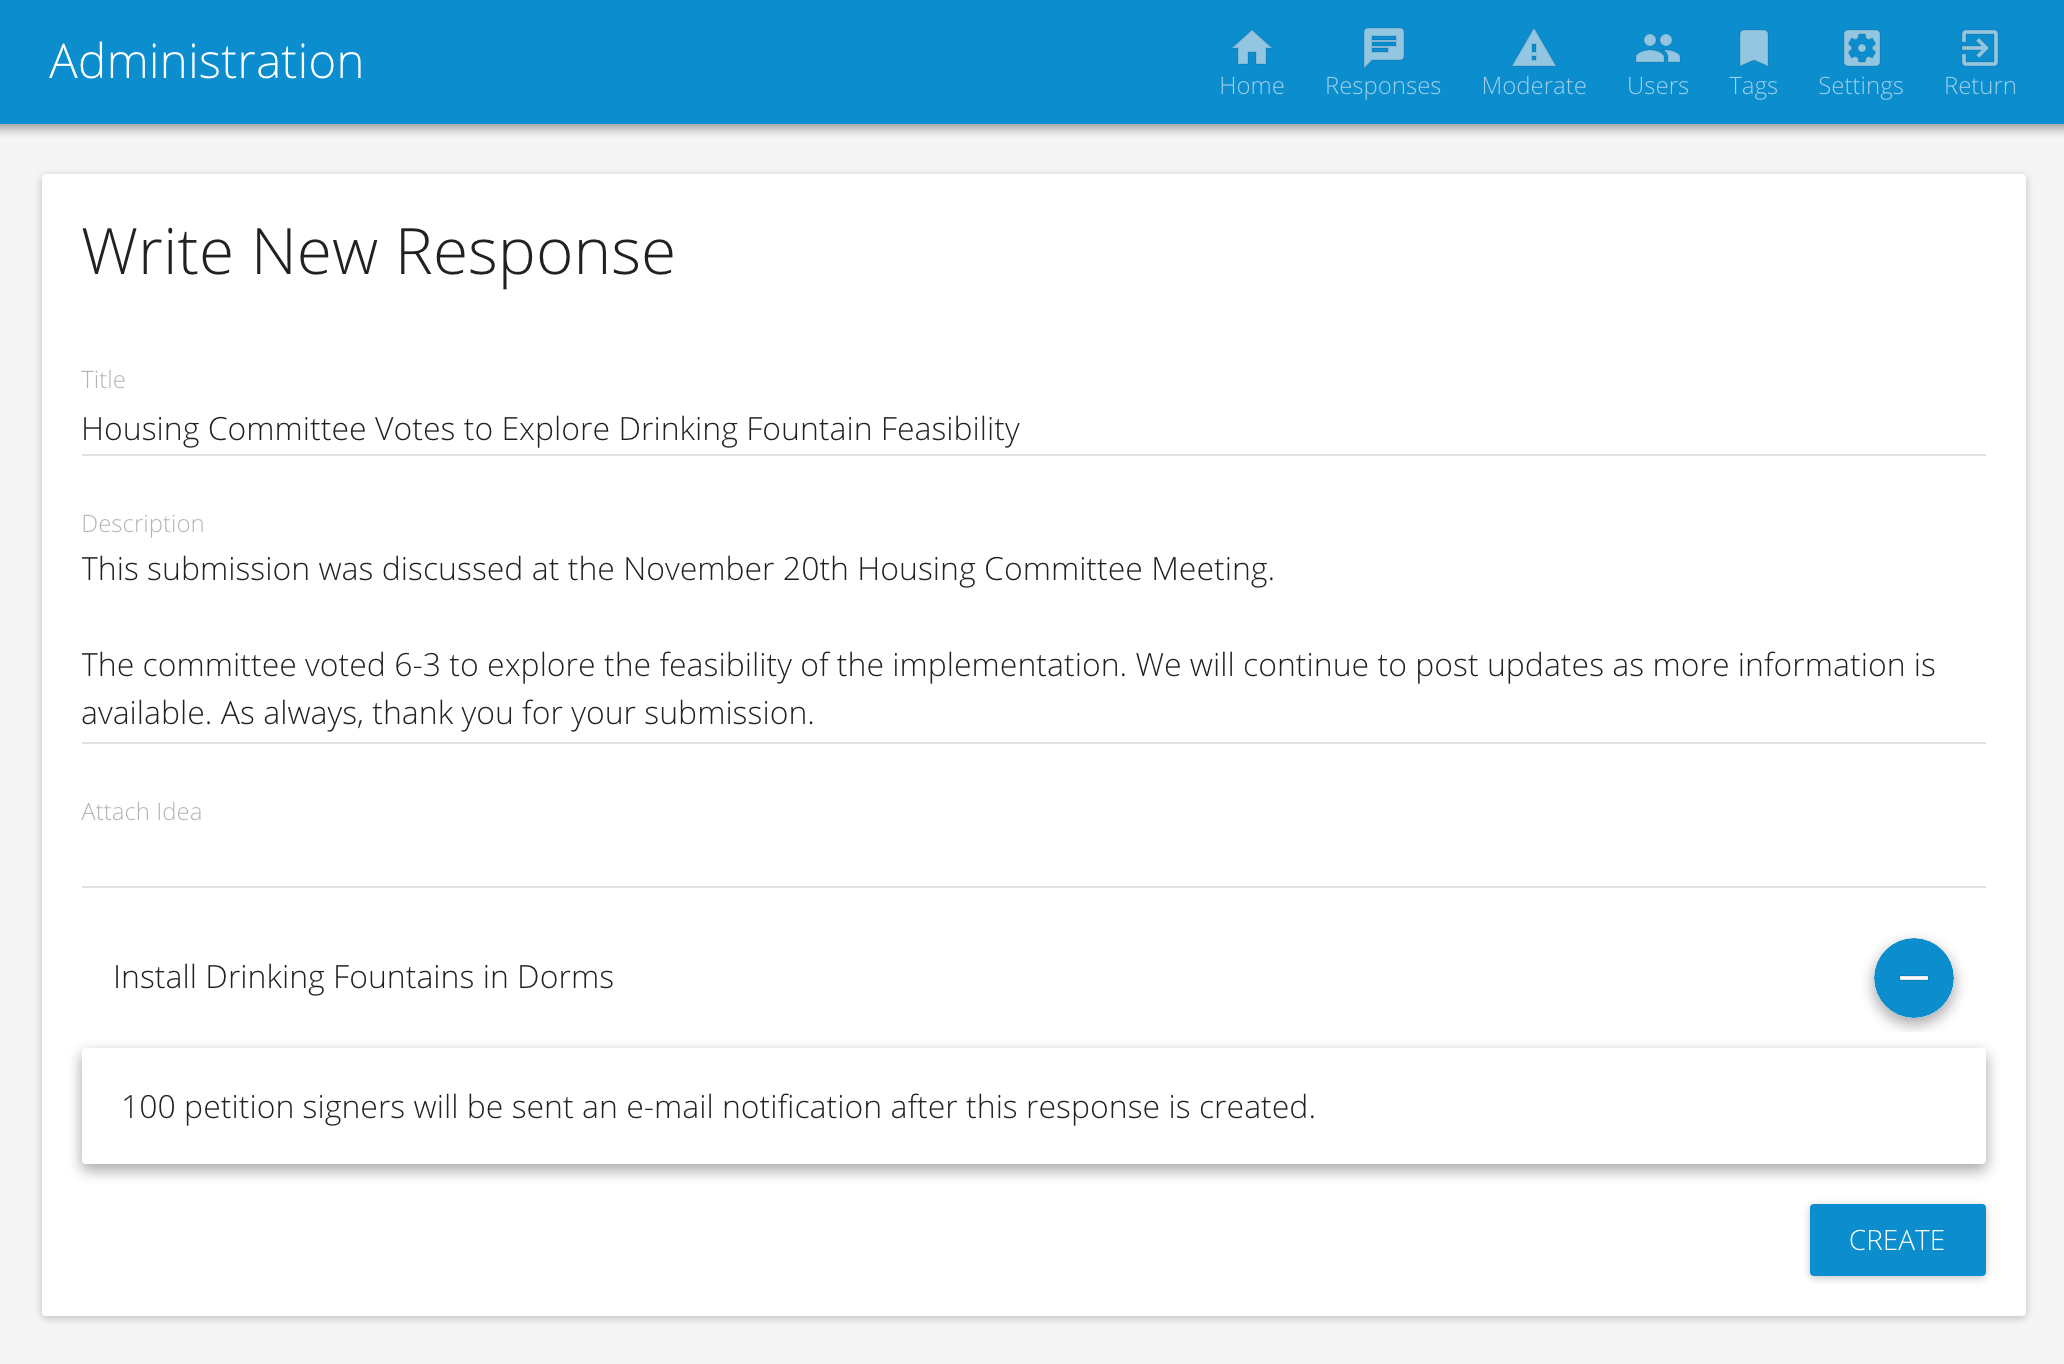 Administration
Home
Responses
Moderate
Users
Tags
Settings
Return
Write New Response
Title
Housing Committee Votes to Explore Drinking Fountain Feasibility
Description
This submission was discussed at the November 20th Housing Committee Meeting.
The committee voted 6-3 to explore the feasibility of the implementation. We will continue to post updates as more information is
available. As always, thank you for your submission.
Attach Idea
Install Drinking Fountains in Dorms
100 petition signers will be sent an e-mail notification after this response is created.
CREATE